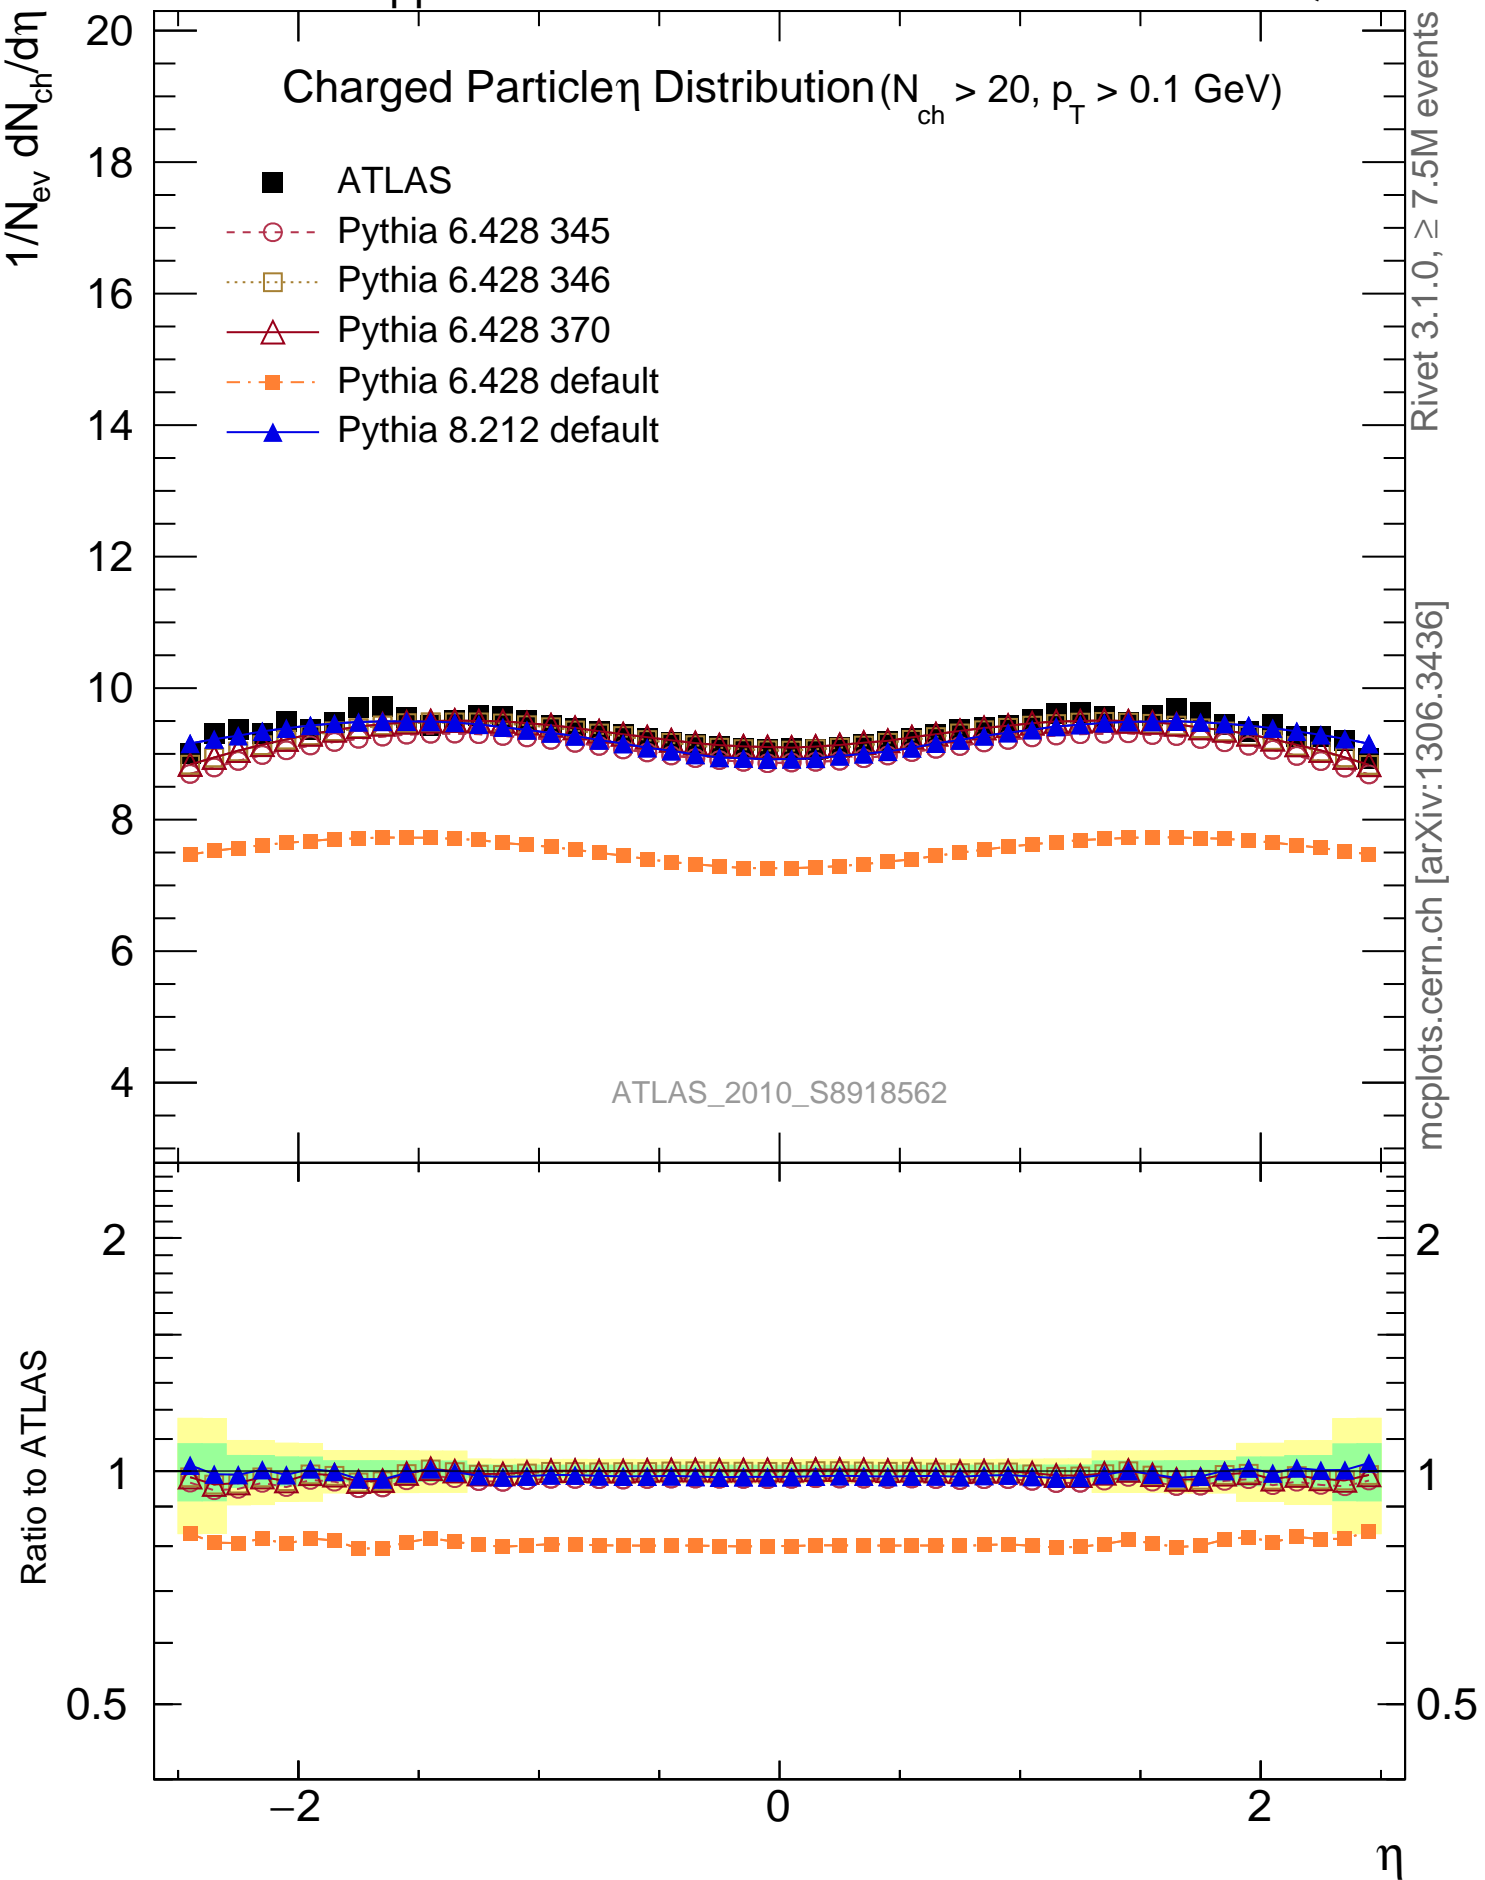 1/N_ev dN_ch/dη
Charged Particle η Distribution (N_ch > 20, p_T > 0.1 GeV)
ATLAS
Pythia 6.428 345
Pythia 6.428 346
Pythia 6.428 370
Pythia 6.428 default
Pythia 8.212 default
20
18
16
14
12
10
8
6
4
ATLAS_2010_S8918562
Rivet 3.1.0, ≥ 7.5M events
mcplots.cern.ch [arXiv:1306.3436]
Ratio to ATLAS
2
1
0.5
2
1
0.5
−2 0 2
η